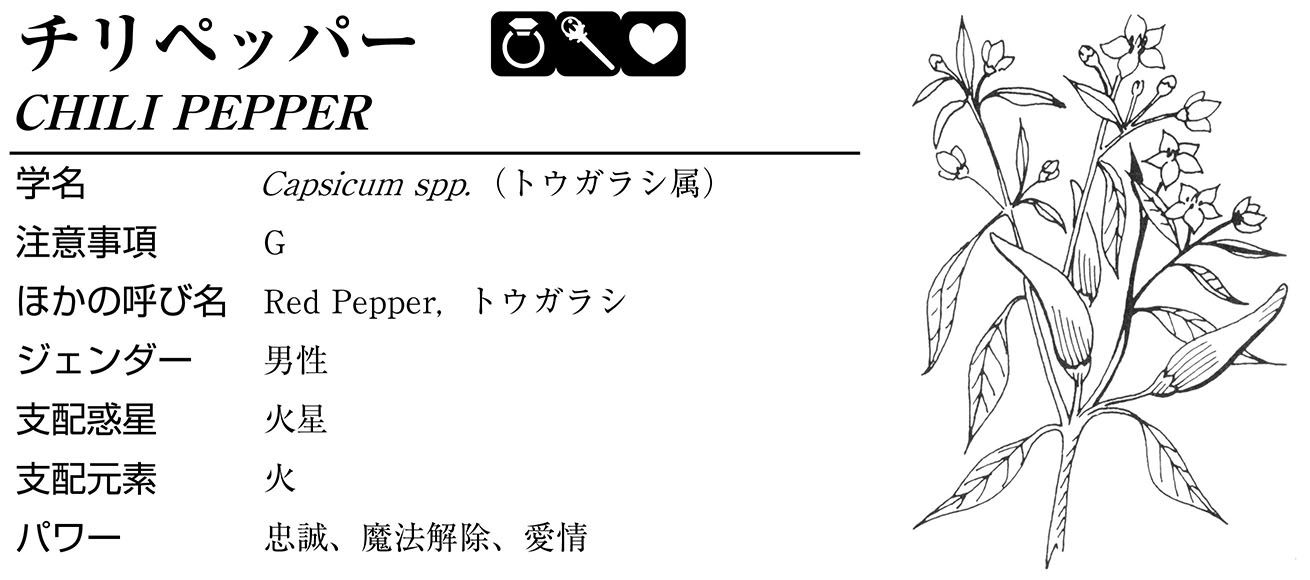 チリペッパー
CHILI PEPPER
学名 Capsicum spp.（トウガラシ属）
注意事項 G
ほかの呼び名 Red Pepper, トウガラシ
ジェンダー 男性
支配惑星 火星
支配元素 火
パワー 忠誠、魔法解除、愛情